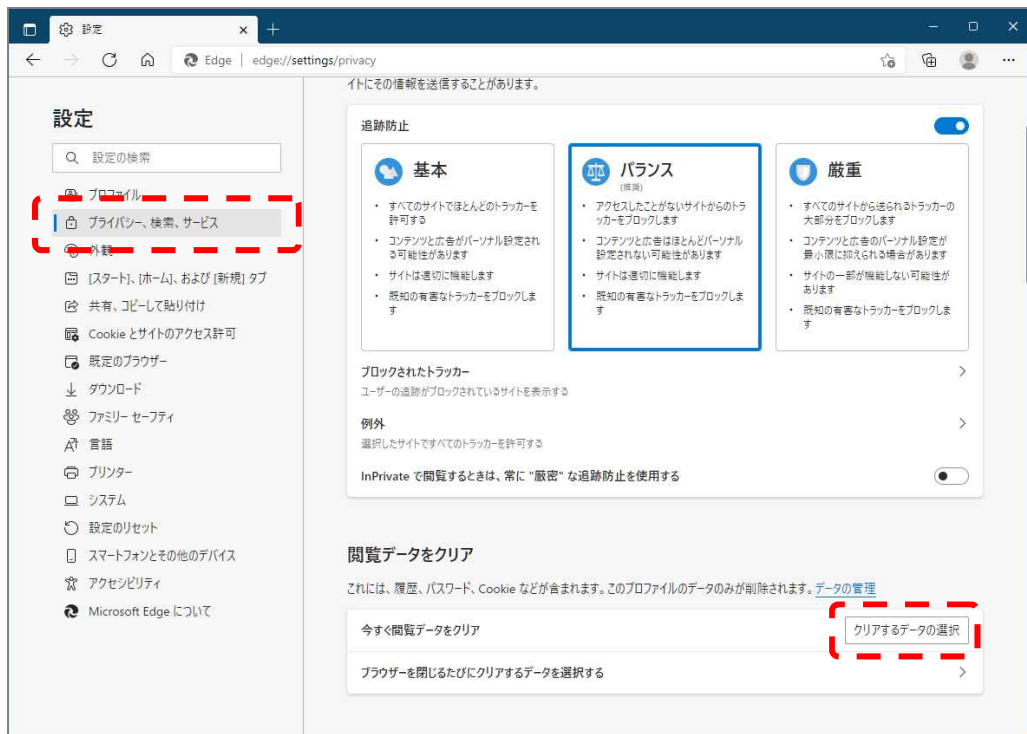 設定
Edge | edge://settings/privacy
イトにその情報を送信することがあります。
設定
設定の検索
プロファイル
プライバシー、検索、サービス
外観
[スタート]、[ホーム]、および [新規] タブ
共有、コピーして貼り付け
Cookie とサイトのアクセス許可
既定のブラウザー
ダウンロード
ファミリー セーフティ
言語
プリンター
システム
設定のリセット
スマートフォンとその他のデバイス
アクセシビリティ
Microsoft Edge について
追跡防止
基本
・ すべてのサイトでほとんどのトラッカーを
許可する
・ コンテンツと広告がパーソナル設定され
る可能性があります
・ サイトは適切に機能します
・ 既知の有害なトラッカーをブロックしま
す
バランス
(推奨)
・ アクセスしたことがないサイトからのトラ
ッカーをブロックします
・ コンテンツと広告はほとんどパーソナル
設定されない可能性があります
・ サイトは適切に機能します
・ 既知の有害なトラッカーをブロックしま
す
厳重
・ すべてのサイトから送られるトラッカーの
大部分をブロックします
・ コンテンツと広告のパーソナル設定が
最小限に抑えられる場合があります
・ サイトの一部が機能しない可能性が
あります
・ 既知の有害なトラッカーをブロックしま
す
ブロックされたトラッカー
ユーザーの追跡がブロックされているサイトを表示する
例外
選択したサイトですべてのトラッカーを許可する
InPrivate で閲覧するときは、常に "厳密" な追跡防止を使用する
閲覧データをクリア
これには、履歴、パスワード、Cookie などが含まれます。このプロファイルのデータのみが削除されます。データの管理
今すぐ閲覧データをクリア
クリアするデータの選択
ブラウザーを閉じるたびにクリアするデータを選択する